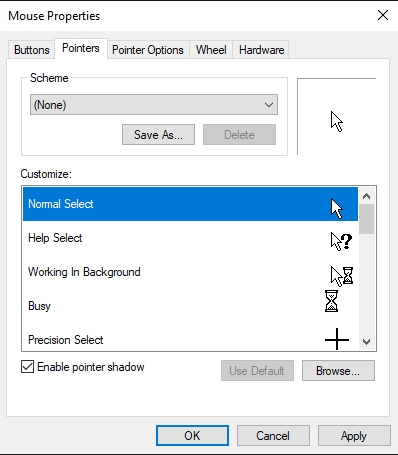 Mouse Properties
Buttons Pointers Pointer Options Wheel Hardware
Scheme
(None)
Save As... Delete
Customize:
Normal Select
Help Select
Working In Background
Busy
Precision Select
Enable pointer shadow Use Default Browse...
OK Cancel Apply